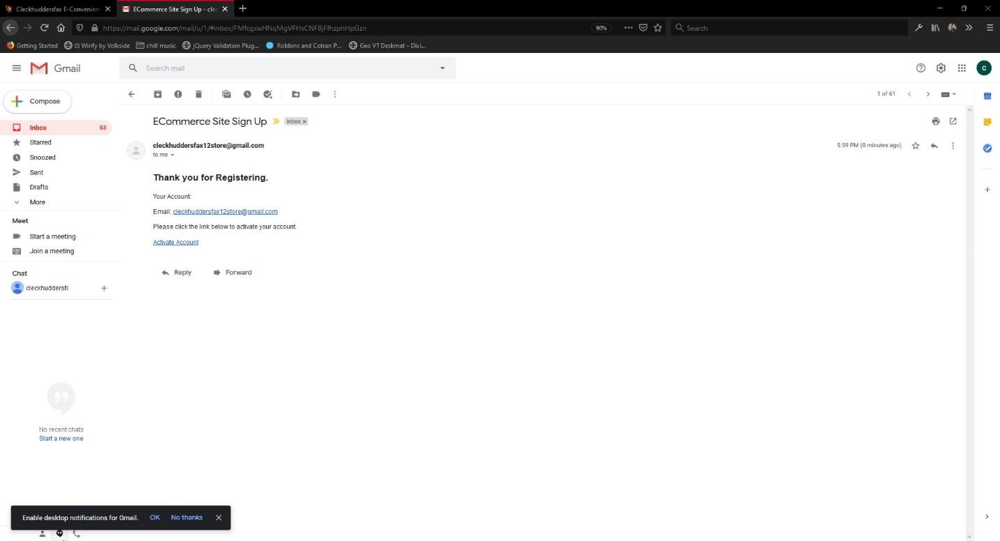 Cleckhuddersfax E-Convenient
ECommerce Site Sign Up - clec
https://mail.google.com/mail/u/1/#inbox/FMfcgxwHNqMgVFHxCNFBjFfhzphHpGzn
90%
Search
Getting Started
Wirify by Volkside
chill music
jQuery Validation Plug...
Robbins and Cotran P...
Geo VT Deskmat – Dixi...
Gmail
Search mail
C
Compose
1 of 61
Inbox 53
Starred
Snoozed
Sent
Drafts
More
Meet
Start a meeting
Join a meeting
Chat
cleckhuddersfa
No recent chats
Start a new one
ECommerce Site Sign Up
Inbox x
cleckhuddersfax12store@gmail.com
5:59 PM (0 minutes ago)
to me
Thank you for Registering.
Your Account:
Email: cleckhuddersfax12store@gmail.com
Please click the link below to activate your account.
Activate Account
Reply
Forward
31
Enable desktop notifications for Gmail. OK No thanks